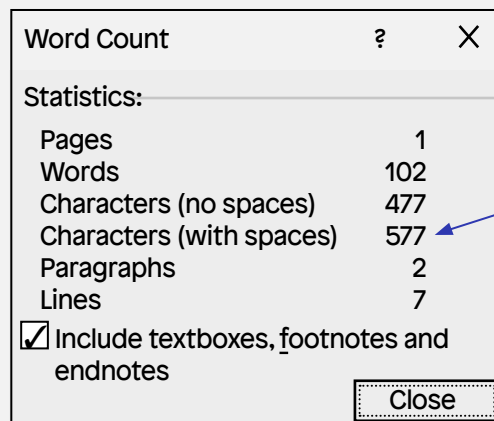 Word Count ? X
Statistics:
Pages 1
Words 102
Characters (no spaces) 477
Characters (with spaces) 577
Paragraphs 2
Lines 7
Include textboxes, footnotes and
endnotes
Close